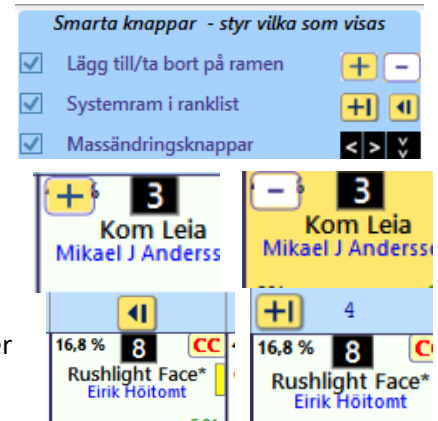 Smarta knappar - styr vilka som visas
Lägg till/ta bort på ramen + -
Systemram i ranklist
Massändringsknappar < >
+ 3 - 3
Kom Leia Kom Leia
Mikael J Anderss Mikael J Anderss
4
er 16,8 % 8 CC 16,8 % 8
Rushlight Face* Rushlight Face*
Eirik Höitomt Eirik Höitomt